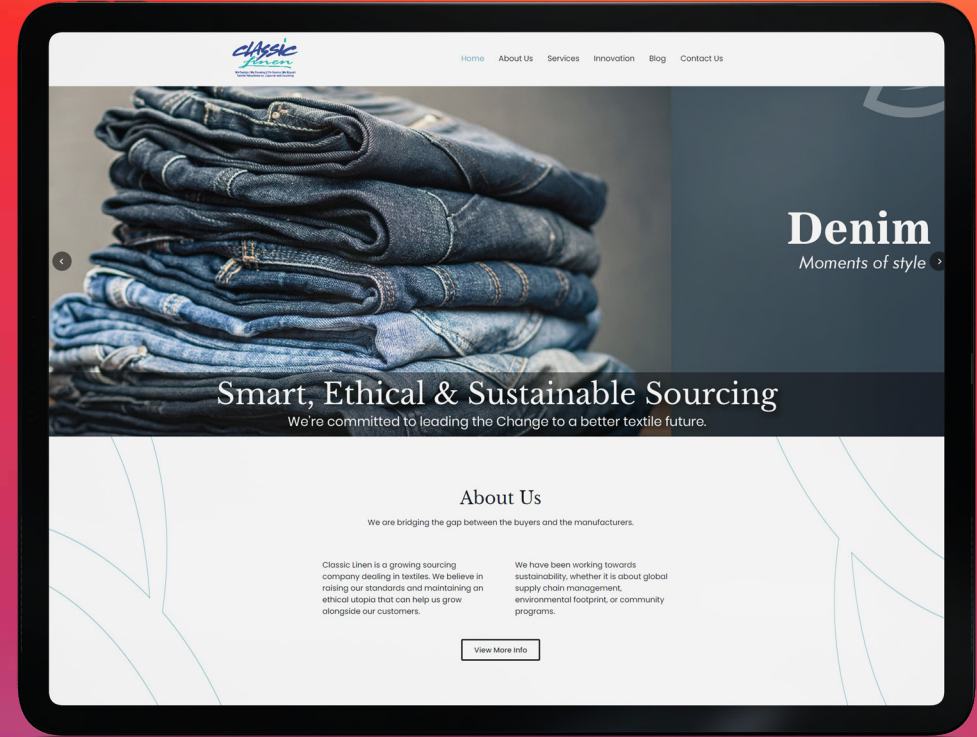 CLASSIC
Linen
Home About Us Services Innovation Blog Contact Us
Denim
Moments of style
Smart, Ethical & Sustainable Sourcing
We're committed to leading the Change to a better textile future.
About Us
We are bridging the gap between the buyers and the manufacturers.
Classic Linen is a growing sourcing
company dealing in textiles. We believe in
raising our standards and maintaining an
ethical utopia that can help us grow
alongside our customers.
We have been working towards
sustainability, whether it is about global
supply chain management,
environmental footprint, or community
programs.
View More Info